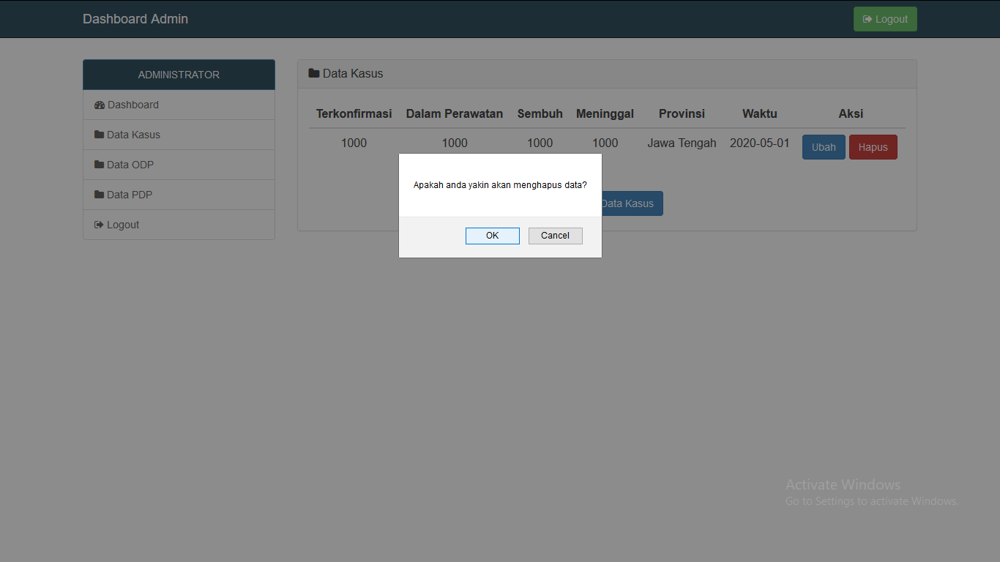 Dashboard Admin
Logout
ADMINISTRATOR
Dashboard
Data Kasus
Data ODP
Data PDP
Logout
Data Kasus
Terkonfirmasi Dalam Perawatan Sembuh Meninggal Provinsi Waktu Aksi
1000 1000 1000 1000 Jawa Tengah 2020-05-01 Ubah Hapus
Apakah anda yakin akan menghapus data?
Data Kasus
OK Cancel
Activate Windows
Go to Settings to activate Windows.